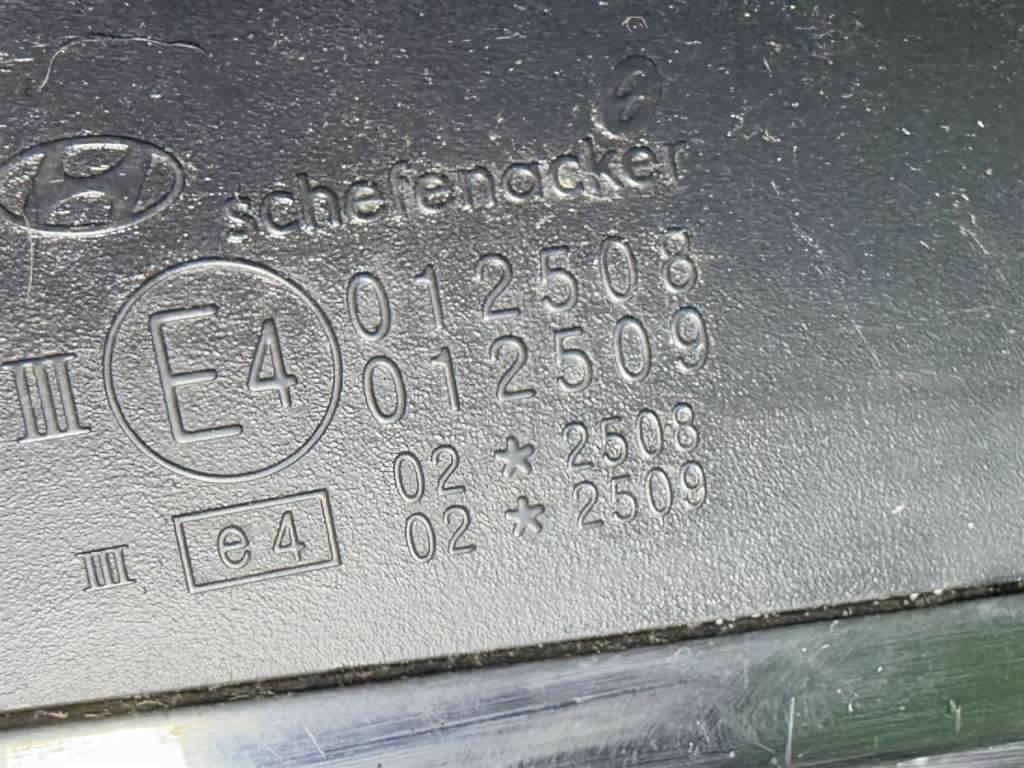 schefenacker
III E4 012508
012509
02 * 2508
III e4 02 * 2509